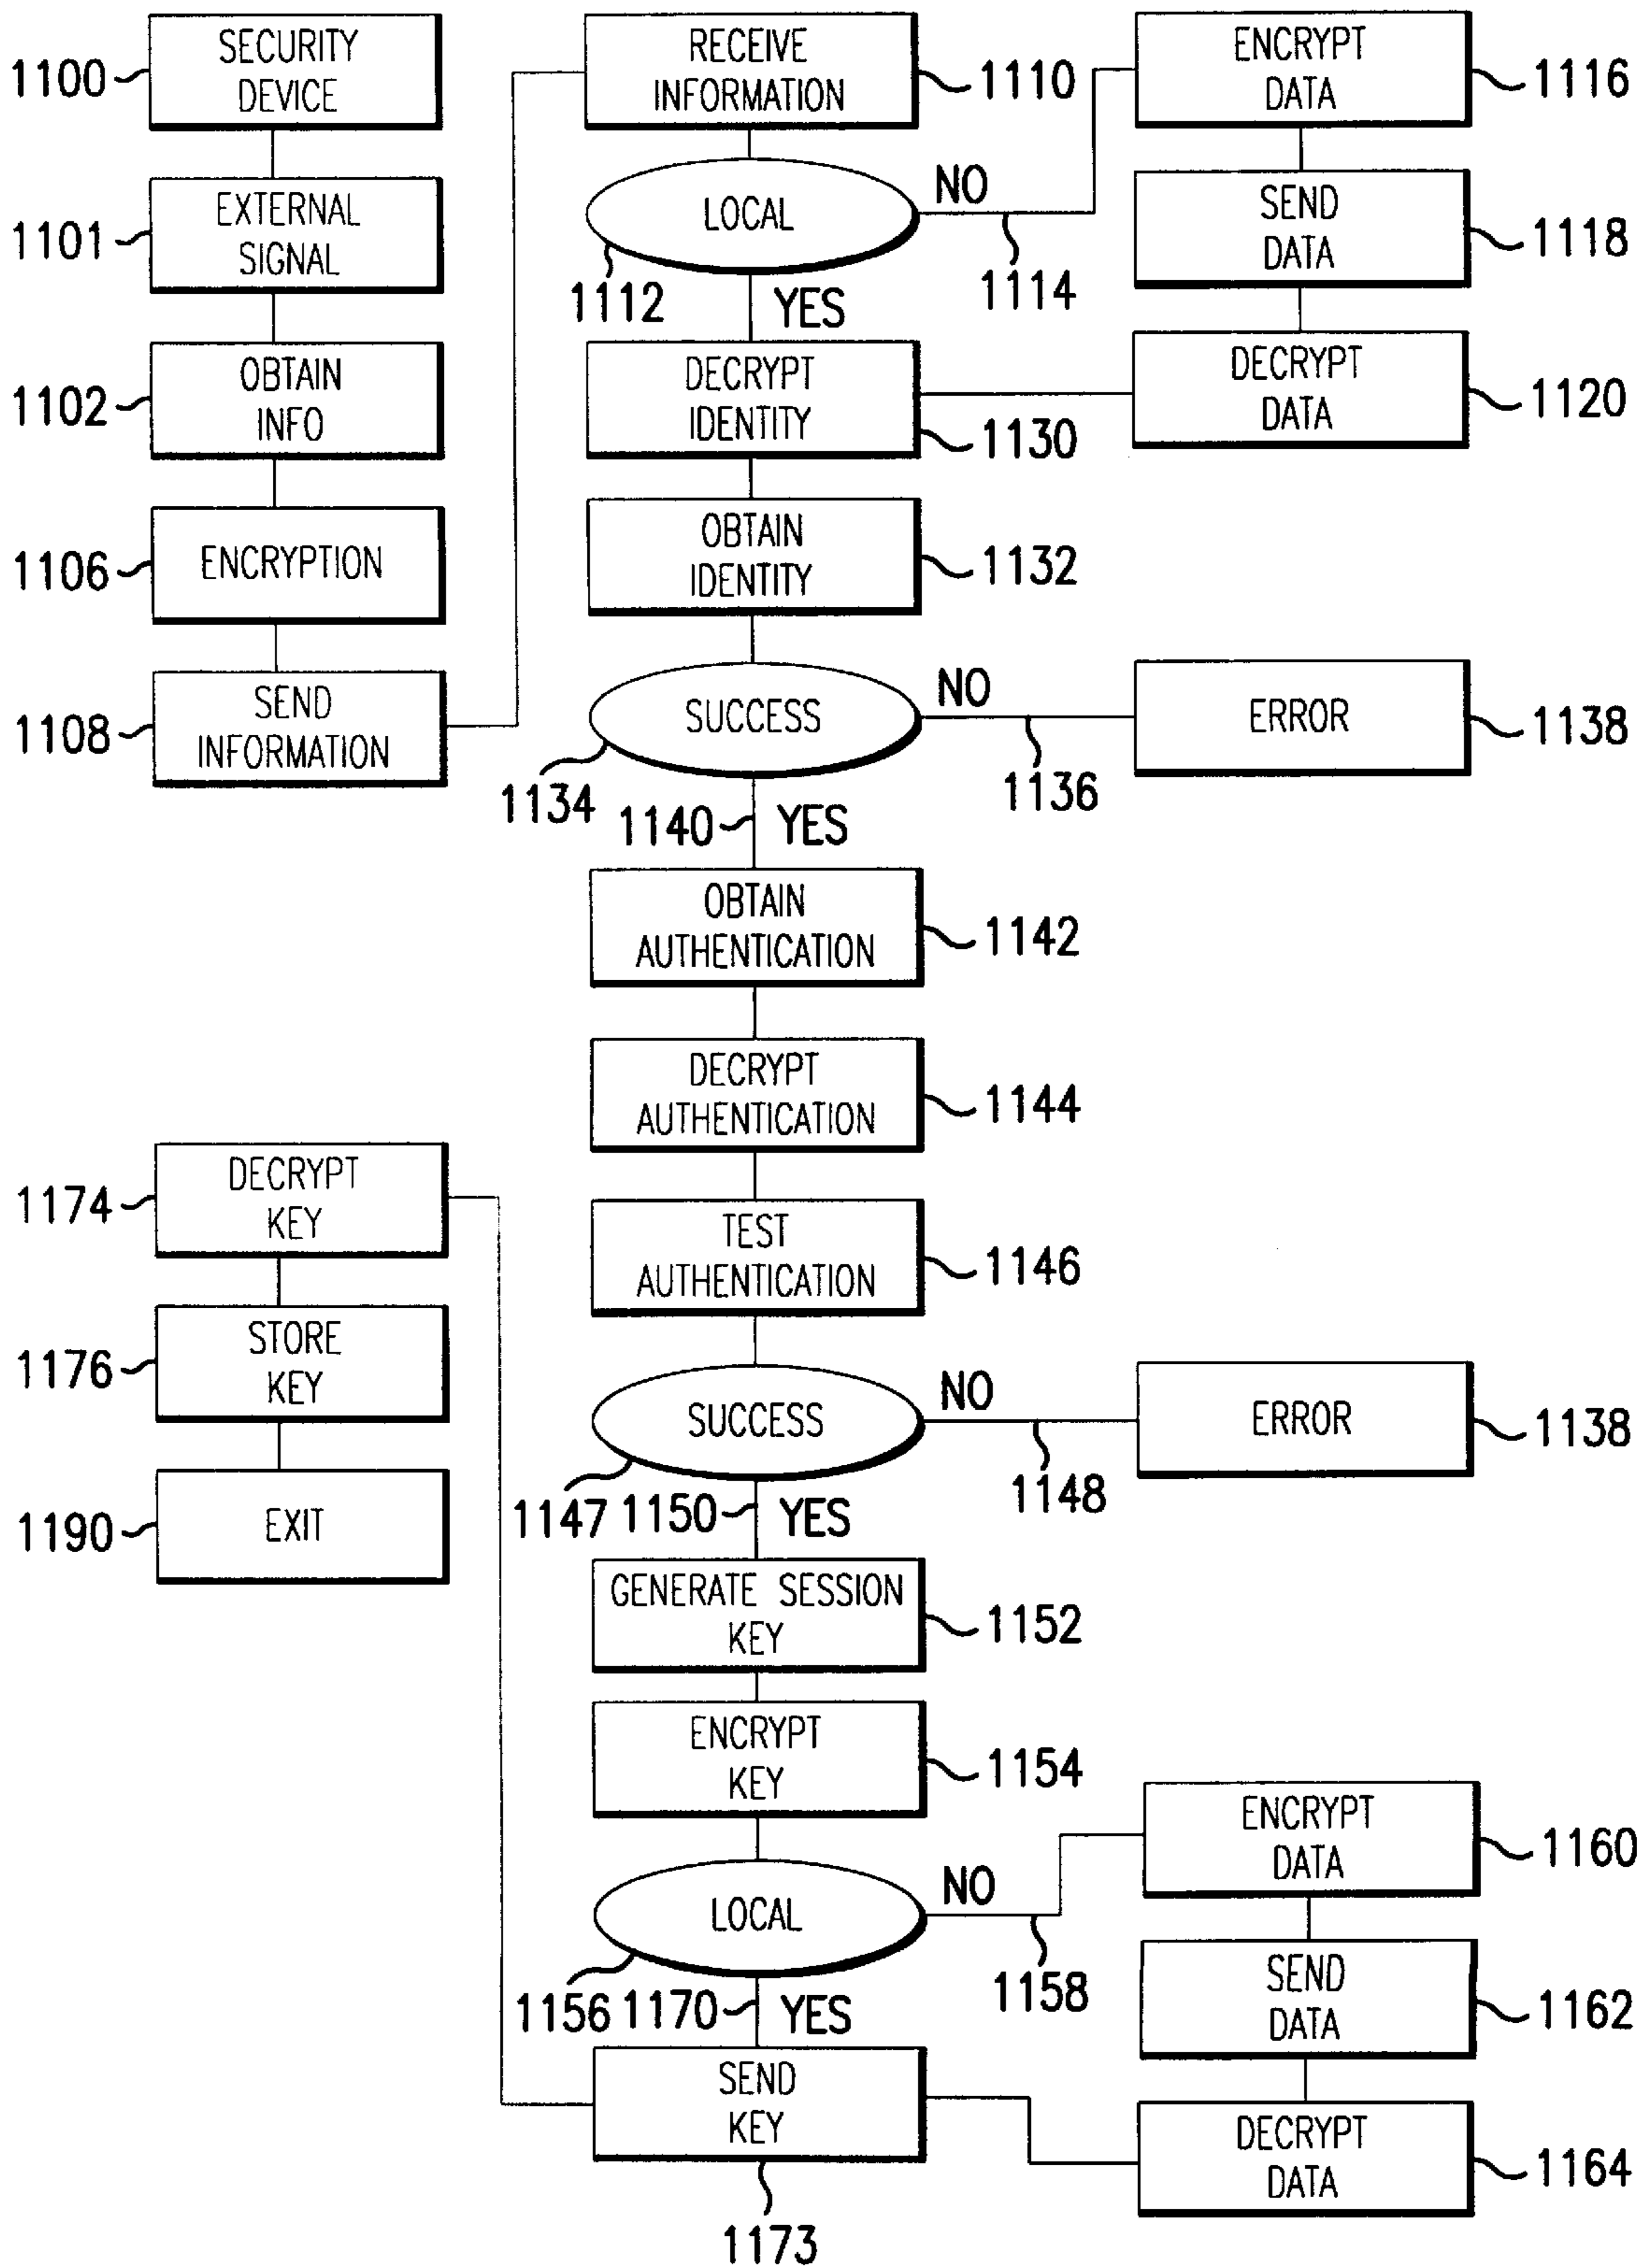 1100
SECURITY
DEVICE
1101
EXTERNAL
SIGNAL
1102
OBTAIN
INFO
1106
ENCRYPTION
1108
SEND
INFORMATION
RECEIVE
INFORMATION
1110
LOCAL
1112
NO
1114
ENCRYPT
DATA
1116
SEND
DATA
1118
DECRYPT
DATA
1120
YES
DECRYPT
IDENTITY
1130
OBTAIN
IDENTITY
1132
SUCCESS
1134
NO
1136
ERROR
1138
1140
YES
OBTAIN
AUTHENTICATION
1142
DECRYPT
AUTHENTICATION
1144
TEST
AUTHENTICATION
1146
SUCCESS
1147
NO
1148
ERROR
1138
1150
YES
GENERATE SESSION
KEY
1152
ENCRYPT
KEY
1154
LOCAL
1156
NO
1158
ENCRYPT
DATA
1160
SEND
DATA
1162
DECRYPT
DATA
1164
1170
YES
SEND
KEY
1173
1174
DECRYPT
KEY
1176
STORE
KEY
1190
EXIT